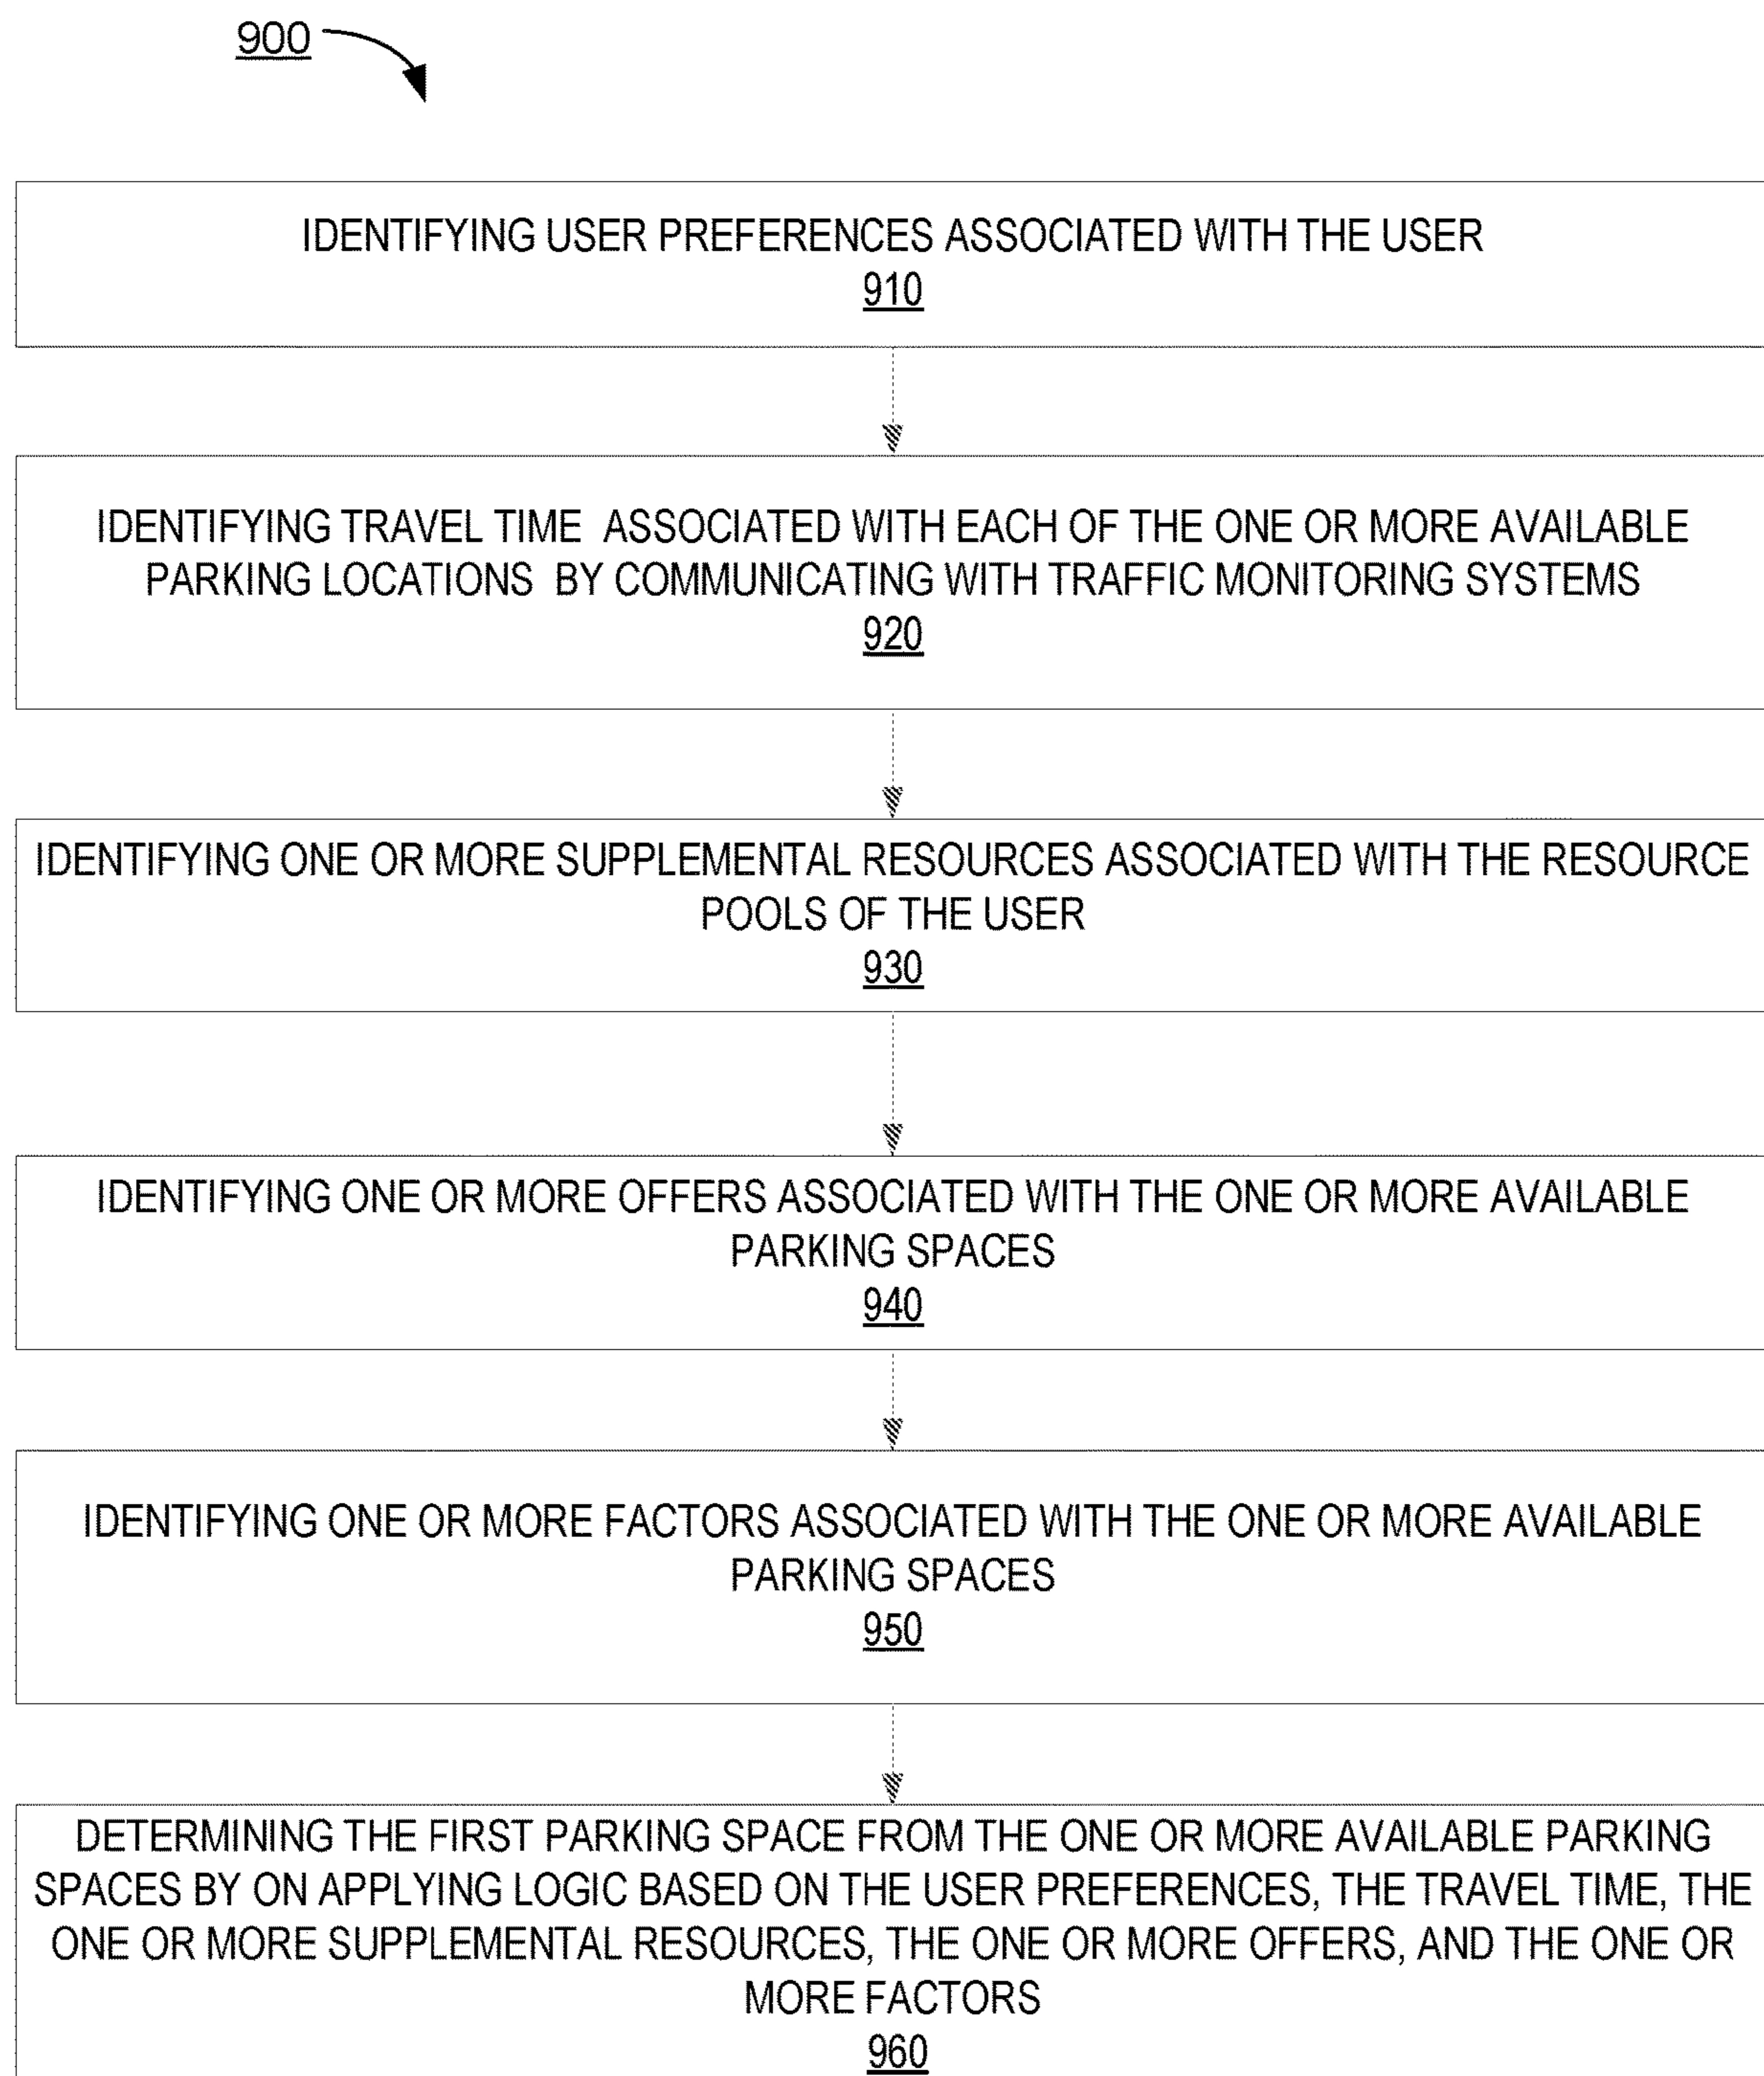 900
IDENTIFYING USER PREFERENCES ASSOCIATED WITH THE USER
910
IDENTIFYING TRAVEL TIME ASSOCIATED WITH EACH OF THE ONE OR MORE AVAILABLE
PARKING LOCATIONS BY COMMUNICATING WITH TRAFFIC MONITORING SYSTEMS
920
IDENTIFYING ONE OR MORE SUPPLEMENTAL RESOURCES ASSOCIATED WITH THE RESOURCE
POOLS OF THE USER
930
IDENTIFYING ONE OR MORE OFFERS ASSOCIATED WITH THE ONE OR MORE AVAILABLE
PARKING SPACES
940
IDENTIFYING ONE OR MORE FACTORS ASSOCIATED WITH THE ONE OR MORE AVAILABLE
PARKING SPACES
950
DETERMINING THE FIRST PARKING SPACE FROM THE ONE OR MORE AVAILABLE PARKING
SPACES BY ON APPLYING LOGIC BASED ON THE USER PREFERENCES, THE TRAVEL TIME, THE
ONE OR MORE SUPPLEMENTAL RESOURCES, THE ONE OR MORE OFFERS, AND THE ONE OR
MORE FACTORS
960